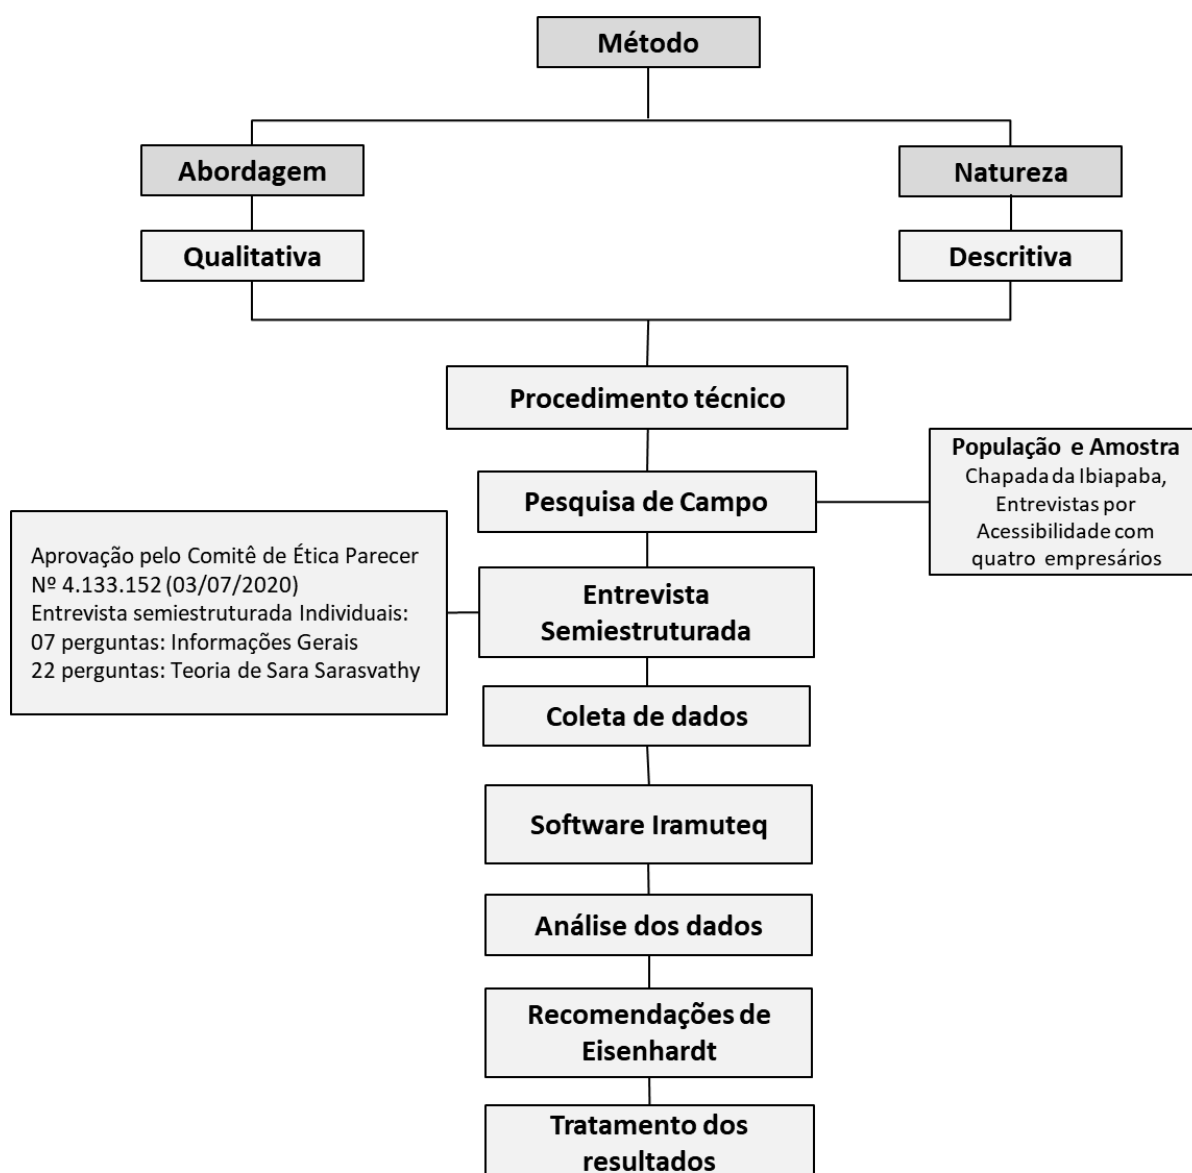 Método
Abordagem
Natureza
Qualitativa
Descritiva
Procedimento técnico
População e Amostra
Chapada da Ibiapaba,
Entrevistas por
Acessibilidade com
quatro empresários
Pesquisa de Campo
Aprovação pelo Comitê de Ética Parecer
Nº 4.133.152 (03/07/2020)
Entrevista semiestruturada Individuais:
07 perguntas: Informações Gerais
22 perguntas: Teoria de Sara Sarasvathy
Entrevista
Semiestruturada
Coleta de dados
Software Iramuteq
Análise dos dados
Recomendações de
Eisenhardt
Tratamento dos
resultados